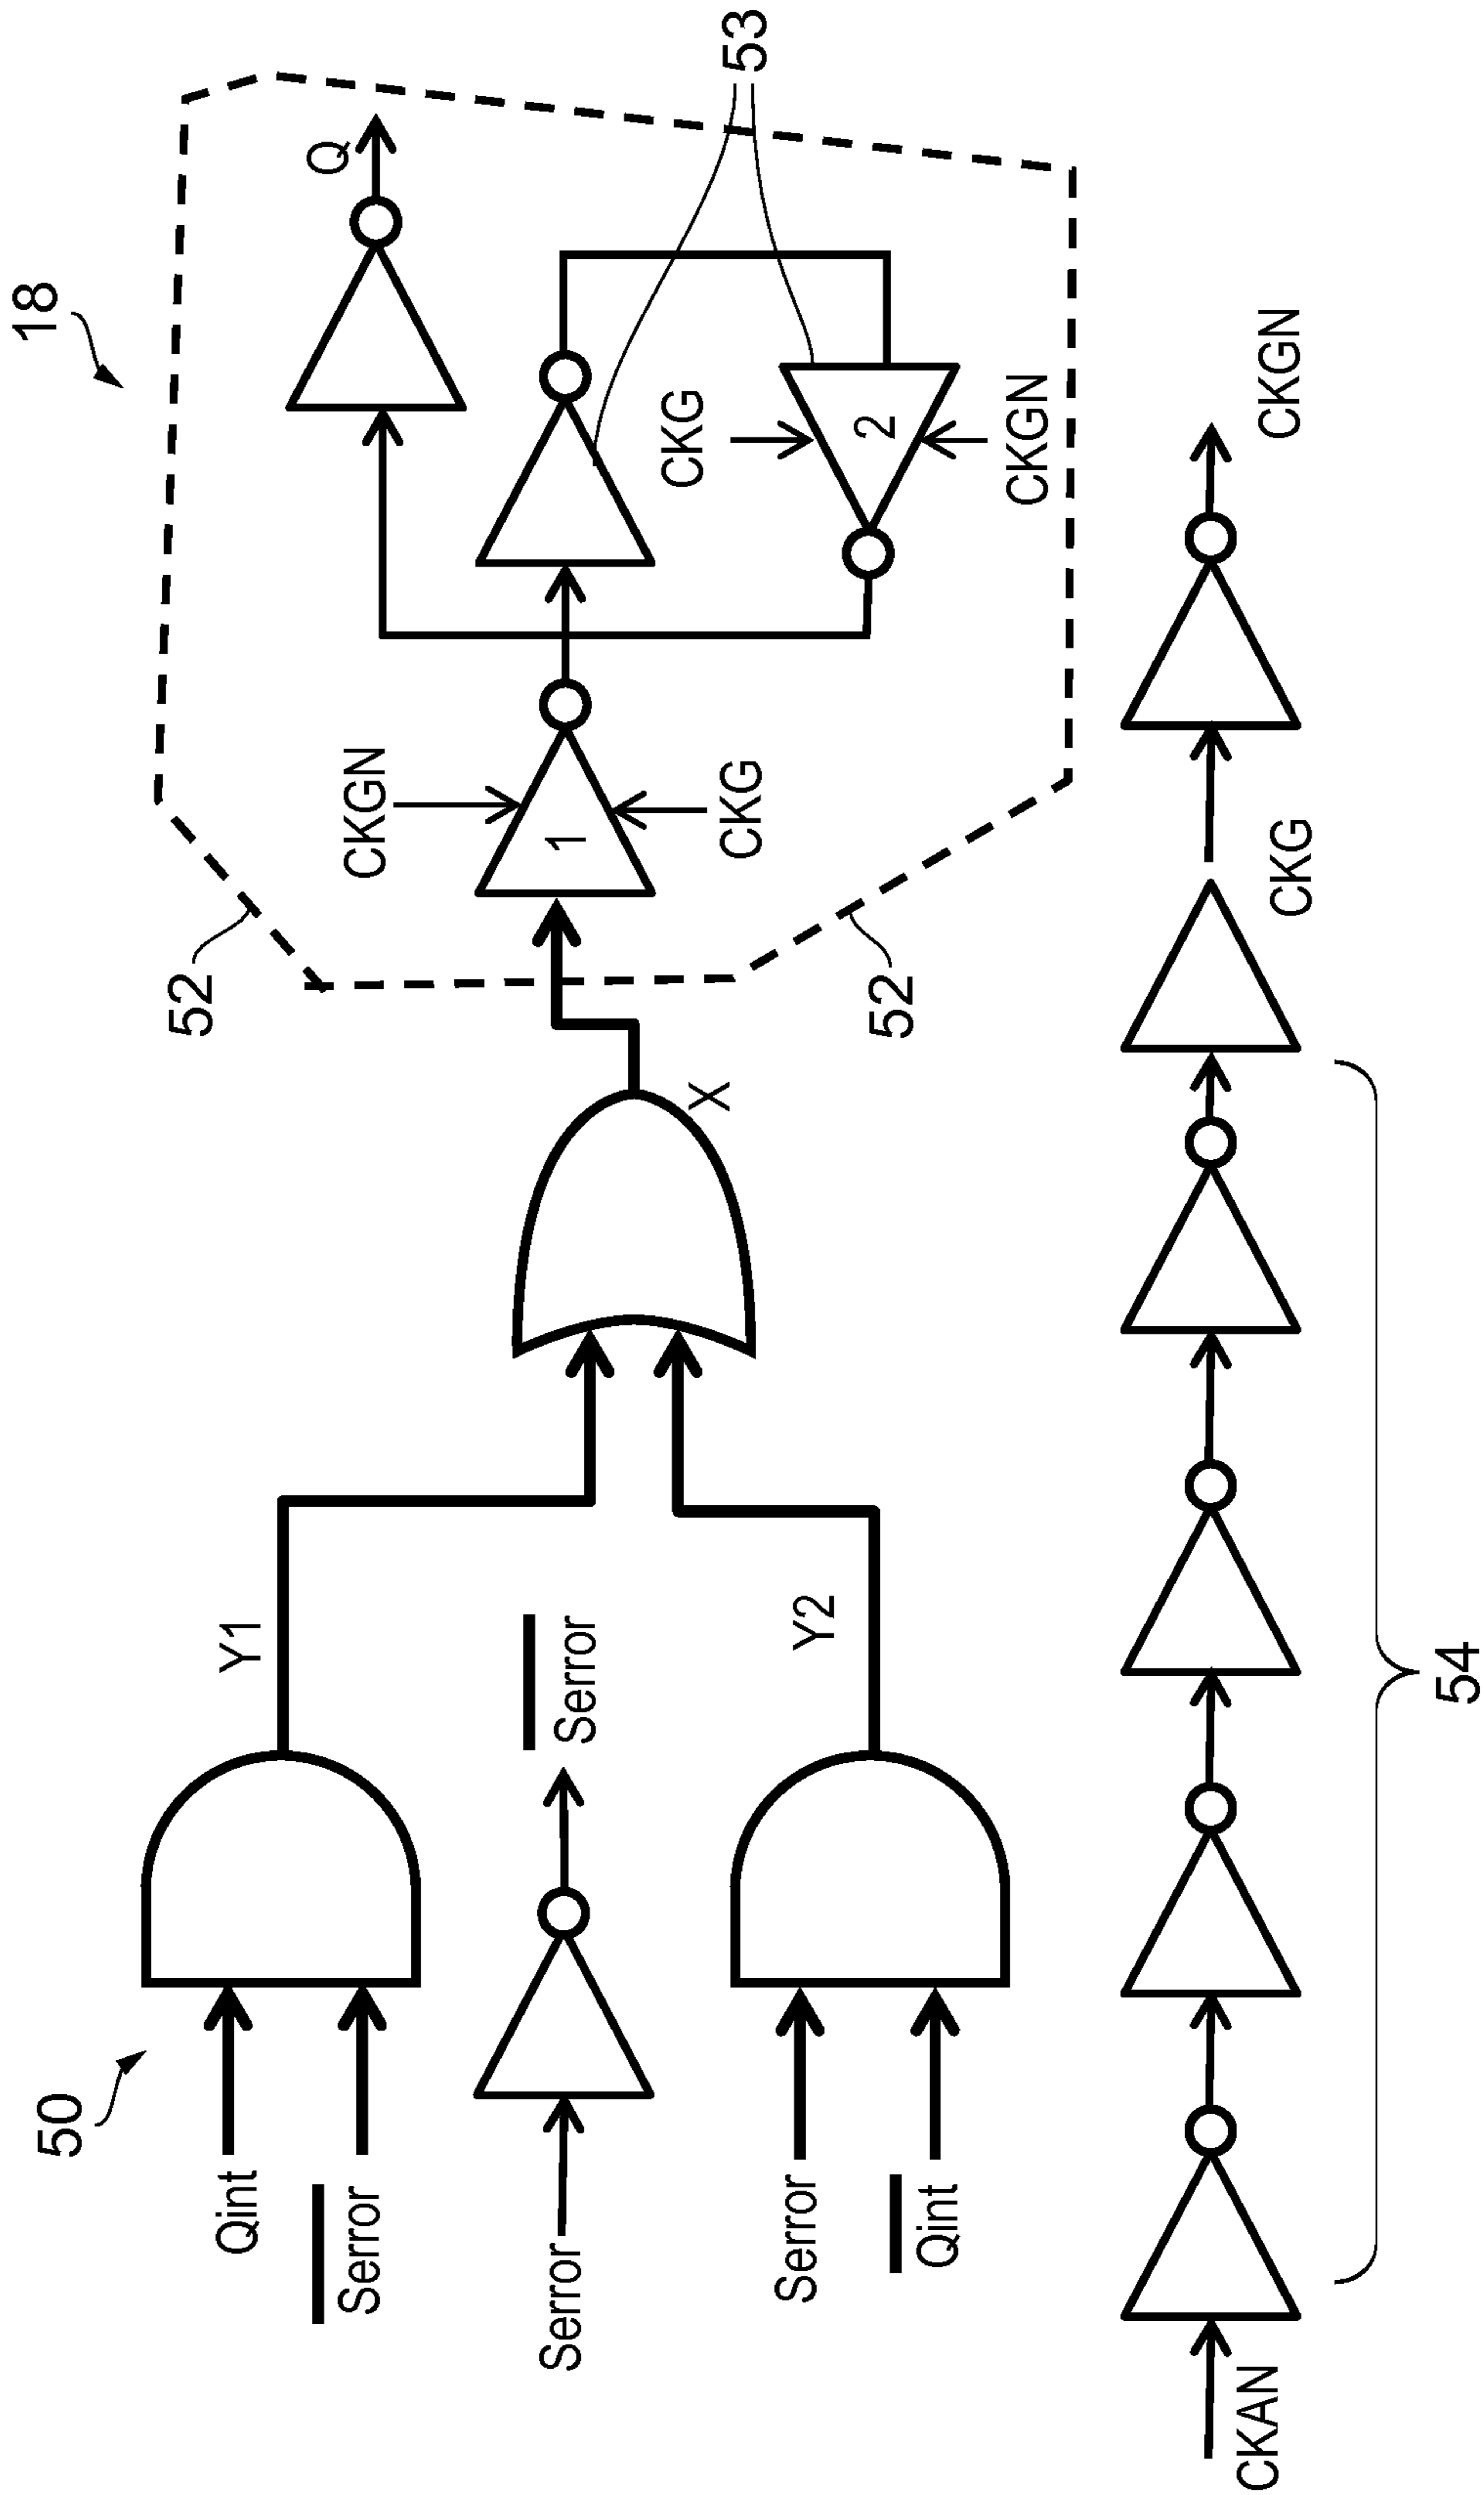 18
50
Qint
Serror
Y1
52
CKGN
Q
Serror
Serror
X
1
CKG
CKG
53
Serror
Qint
Y2
52
2
CKGN
CKAN
54
CKG
CKGN